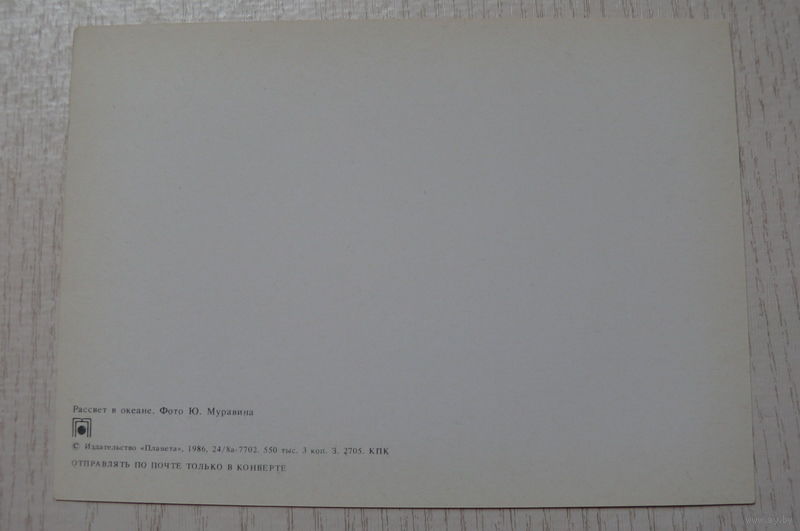 Рассвет в океане. Фото Ю. Муравина
© Издательство «Планета», 1986, 24/8а-7702. 550 тыс. 3 коп. З. 2705. КПК
ОТПРАВЛЯТЬ ПО ПОЧТЕ ТОЛЬКО В КОНВЕРТЕ